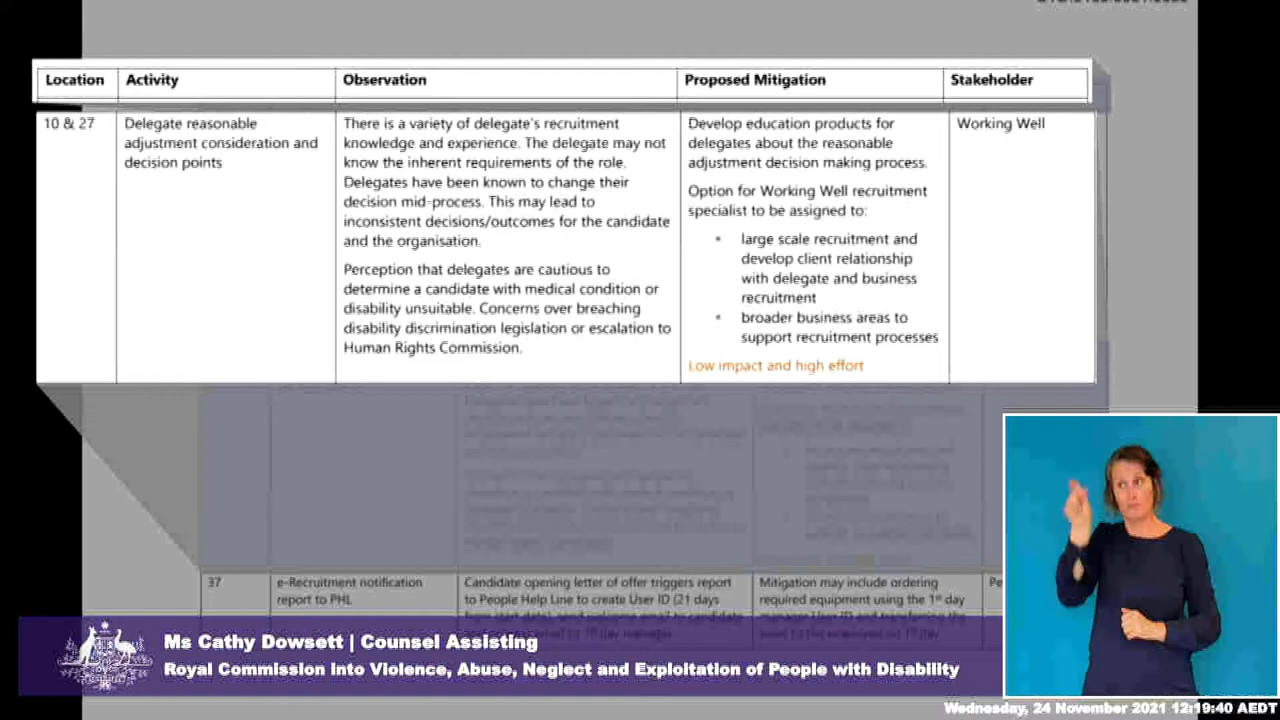 Location Activity Observation Proposed Mitigation Stakeholder
10 & 27
Delegate reasonable
adjustment consideration and
decision points
There is a variety of delegate's recruitment
knowledge and experience. The delegate may not
know the inherent requirements of the role.
Delegates have been known to change their
decision mid-process. This may lead to
inconsistent decisions/outcomes for the candidate
and the organisation.
Perception that delegates are cautious to
determine a candidate with medical condition or
disability unsuitable. Concerns over breaching
disability discrimination legislation or escalation to
Human Rights Commission.
Develop education products for
delegates about the reasonable
adjustment decision making process.
Option for Working Well recruitment
specialist to be assigned to:
• large scale recruitment and
develop client relationship
with delegate and business
recruitment
• broader business areas to
support recruitment processes
Low impact and high effort
Working Well
37
e-Recruitment notification
report to PHL
Candidate opening letter of offer triggers report
to People Help Line to create User ID (21 days
Mitigation may include ordering
required equipment using the 1st day
Pe
Ms Cathy Dowsett | Counsel Assisting
Royal Commission into Violence, Abuse, Neglect and Exploitation of People with Disability
Wednesday, 24 November 2021 12:19:40 AEDT